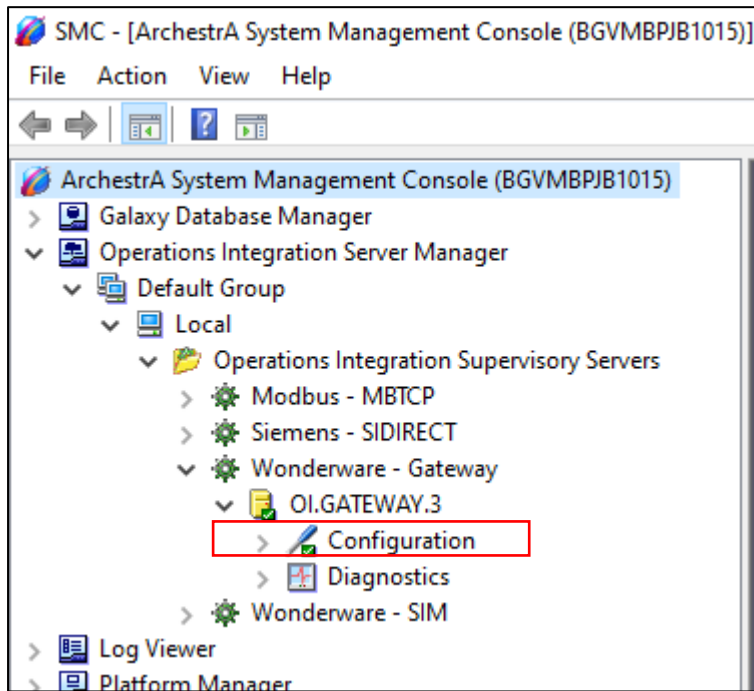 SMC - [ArchestrA System Management Console (BGVMBPJB1015)]
File Action View Help
ArchestrA System Management Console (BGVMBPJB1015)
Galaxy Database Manager
Operations Integration Server Manager
Default Group
Local
Operations Integration Supervisory Servers
Modbus - MBTCP
Siemens - SIDIRECT
Wonderware - Gateway
OI.GATEWAY.3
Configuration
Diagnostics
Wonderware - SIM
Log Viewer
Platform Manager